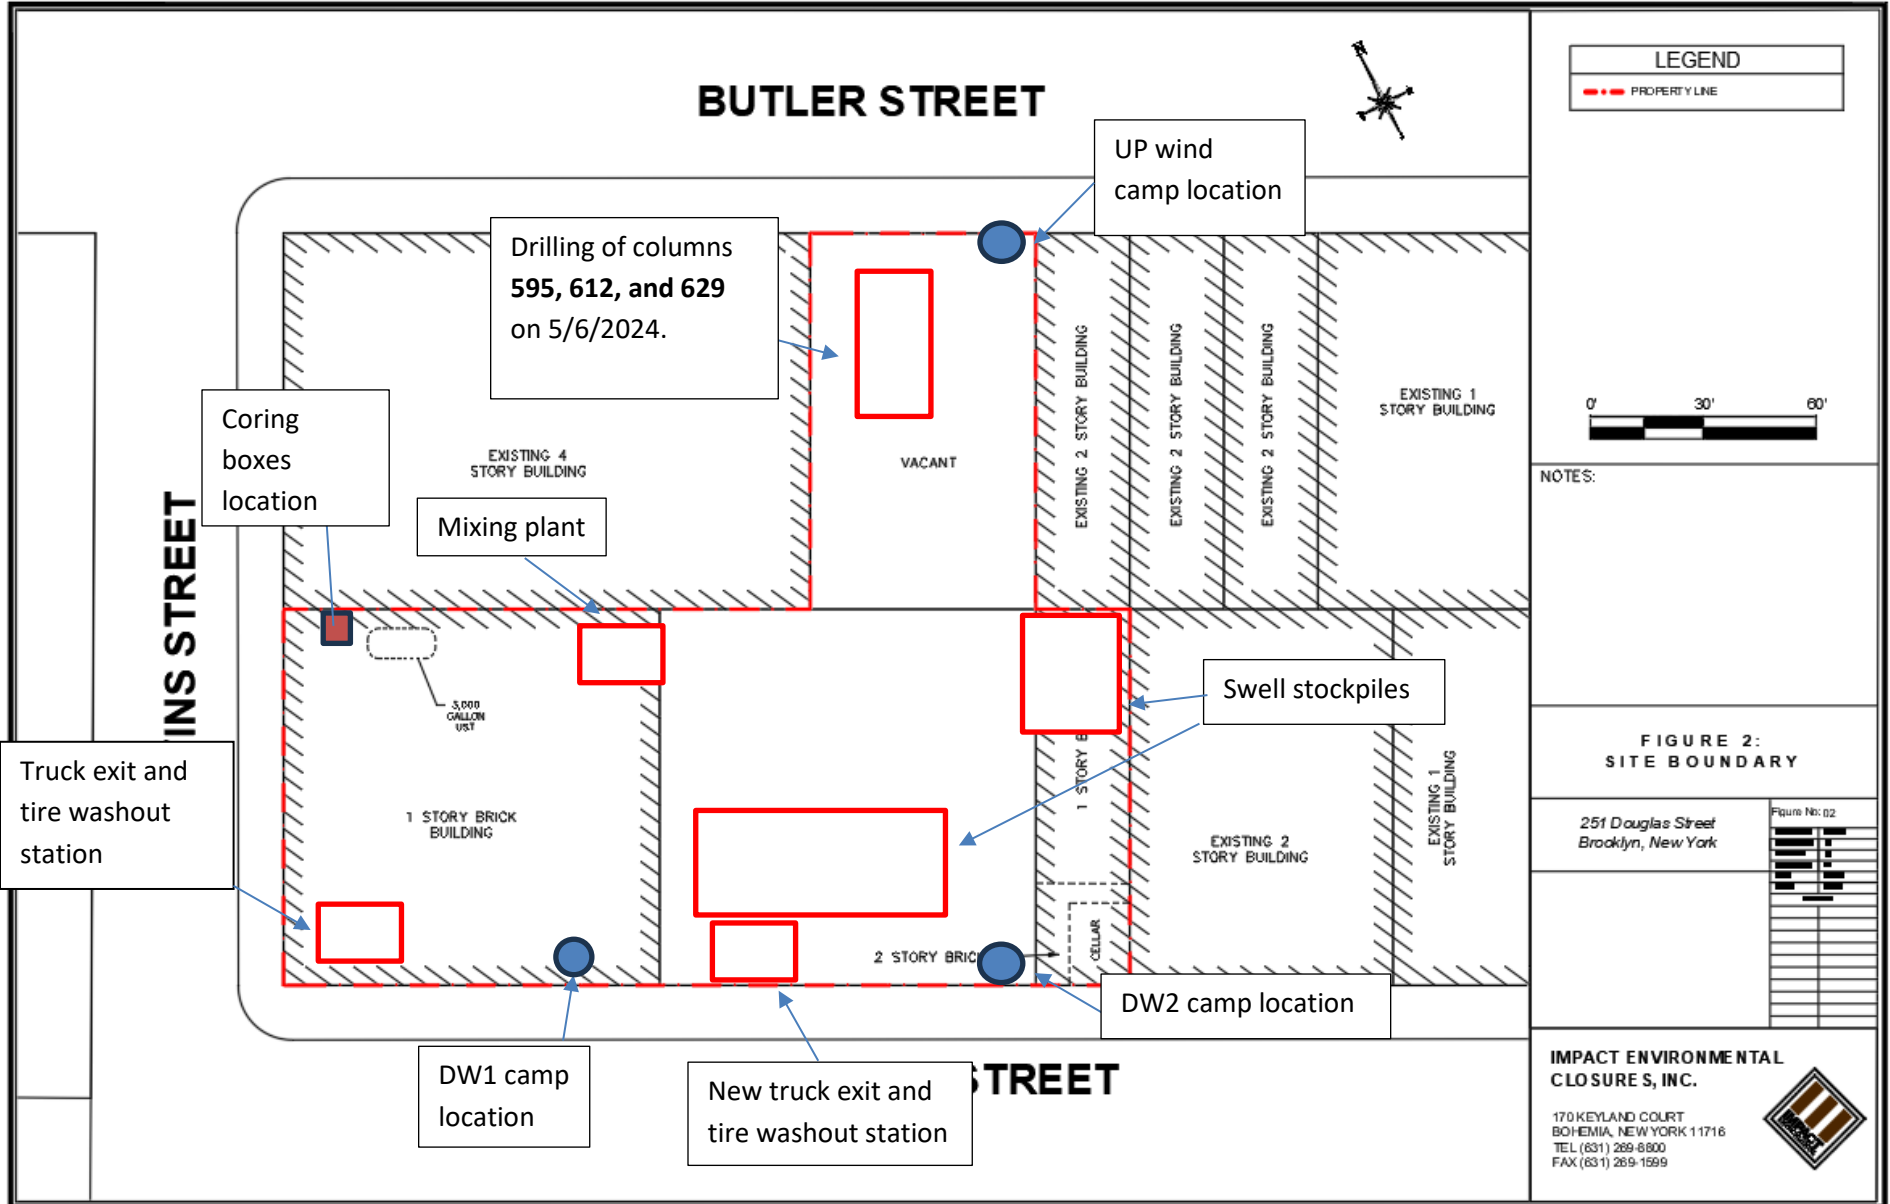 BUTLER STREET
N
LEGEND
PROPERTY LINE
UP wind
camp location
Drilling of columns
595, 612, and 629
on 5/6/2024.
Coring
boxes
location
EXISTING 4
STORY BUILDING
Mixing plant
VACANT
EXISTING 2 STORY BUILDING
EXISTING 2 STORY BUILDING
EXISTING 2 STORY BUILDING
EXISTING 1
STORY BUILDING
0' 30' 60'
NOTES:
INS STREET
GALLON
UST
Swell stockpiles
1 STORY B
Truck exit and
tire washout
station
1 STORY BRICK
BUILDING
EXISTING 2
STORY BUILDING
EXISTING 1
STORY BUILDING
2 STORY BRIC
CELLAR
DW2 camp location
DW1 camp
location
New truck exit and
tire washout station
STREET
FIGURE 2:
SITE BOUNDARY
251 Douglas Street
Brooklyn, New York
Figure No: 02
IMPACT ENVIRONMENTAL
CLOSURES, INC.
170 KEYLAND COURT
BOHEMIA, NEW YORK 11716
TEL (631) 269-8800
FAX (631) 269-1599
IMPACT